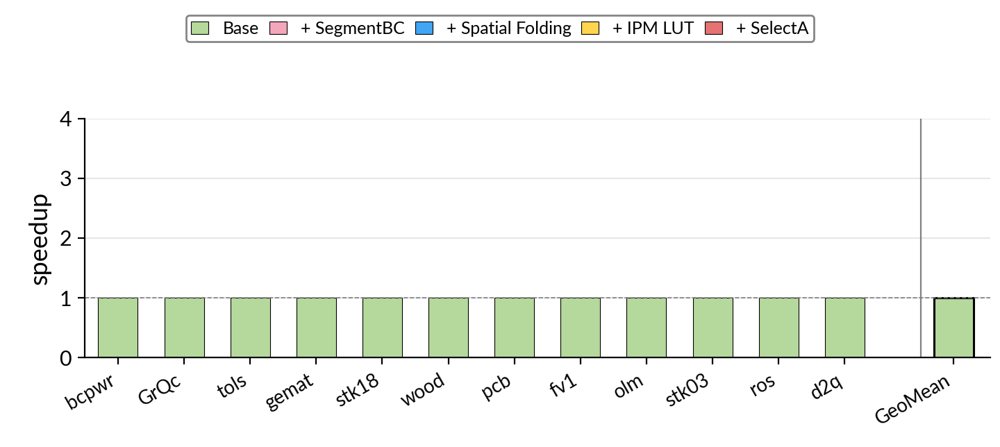 Base + SegmentBC + Spatial Folding + IPM LUT + SelectA
4
3
2
1
0
speedup
bcpwr GrQc tols gemat stk18 wood pcb fv1 olm stk03 ros d2q GeoMean